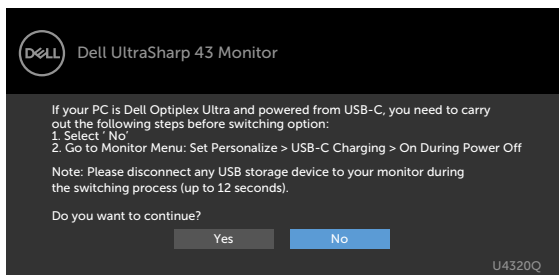 DELL
Dell UltraSharp 43 Monitor
If your PC is Dell Optiplex Ultra and powered from USB-C, you need to carry
out the following steps before switching option:
1. Select ‘ No’
2. Go to Monitor Menu: Set Personalize > USB-C Charging > On During Power Off
Note: Please disconnect any USB storage device to your monitor during
the switching process (up to 12 seconds).
Do you want to continue?
Yes No
U4320Q